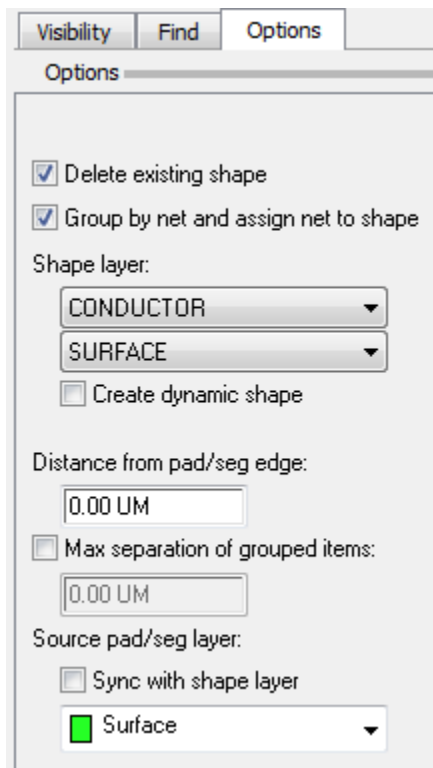 Visibility Find Options
Options
Delete existing shape
Group by net and assign net to shape
Shape layer:
CONDUCTOR
SURFACE
Create dynamic shape
Distance from pad/seg edge:
0.00 UM
Max separation of grouped items:
0.00 UM
Source pad/seg layer:
Sync with shape layer
Surface